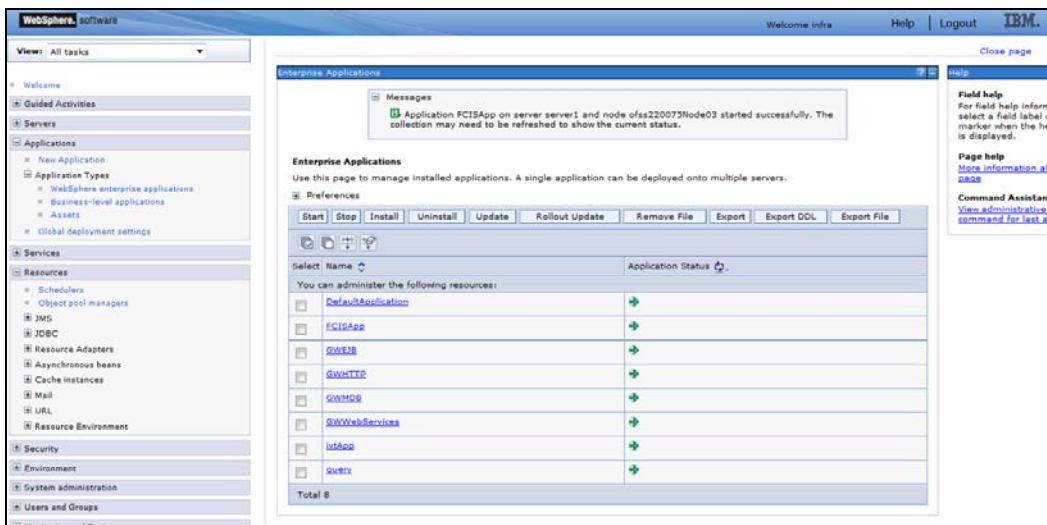 WebSphere. software
Welcome infra
Help | Logout
IBM.
View: All tasks
Close page
Welcome
Guided Activities
Servers
Applications
New Application
Application Types
WebSphere enterprise applications
Business-level applications
Assets
Global deployment settings
Services
Resources
Schedulers
Object pool managers
JMS
JDBC
Resource Adapters
Asynchronous beans
Cache instances
Mail
URL
Resource Environment
Security
Environment
System administration
Users and Groups
Enterprise Applications
Messages
Application FCISApp on server server1 and node ofss220075Node03 started successfully. The
collection may need to be refreshed to show the current status.
Enterprise Applications
Use this page to manage installed applications. A single application can be deployed onto multiple servers.
Preferences
Start Stop Install Uninstall Update Rollout Update Remove File Export Export DDL Export File
Select Name Application Status
You can administer the following resources:
DefaultApplication
FCISApp
GWEJB
GWHTTP
GWMDB
GWWebServices
ivtApp
query
Total 8
Help
Field help
For field help inform
select a field label
marker when the he
is displayed.
Page help
More information a
page
Command Assistan
View administrative
command for last a